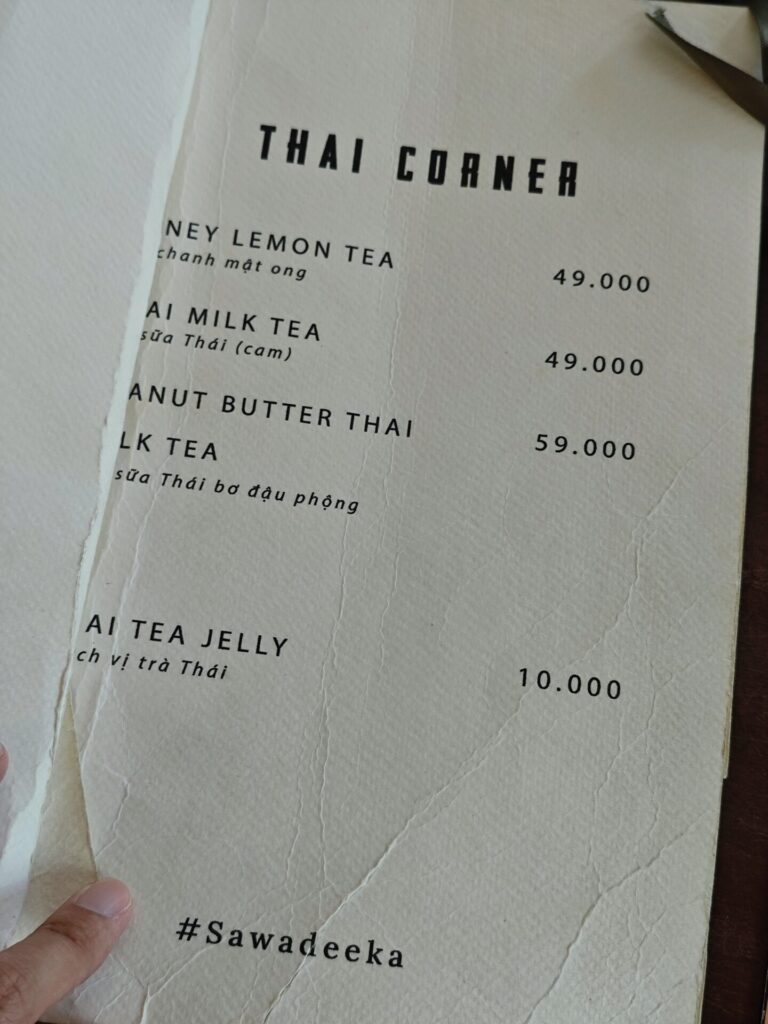 THAI CORNER
NEY LEMON TEA 49.000
chanh mật ong
AI MILK TEA 49.000
sữa Thái (cam)
ANUT BUTTER THAI 59.000
LK TEA
sữa Thái bơ đậu phộng
AI TEA JELLY 10.000
ch vị trà Thái
#Sawadeeka